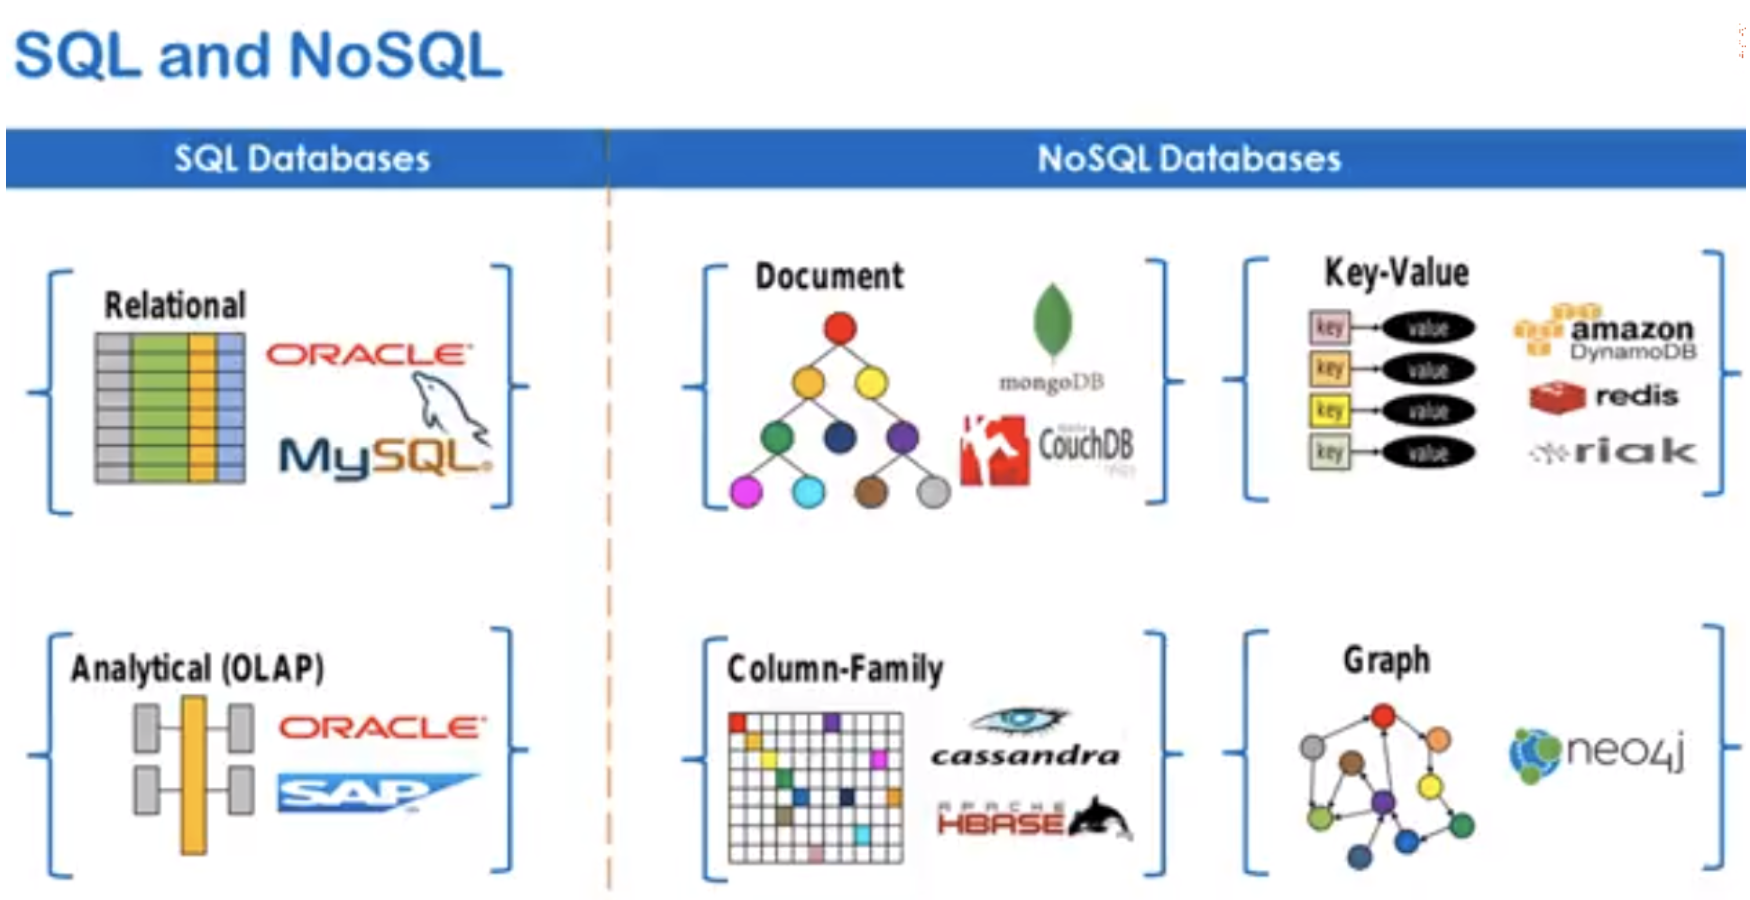 SQL and NoSQL
SQL Databases
NoSQL Databases
Relational
ORACLE
MySQL
Document
mongoDB
CouchDB
Key-Value
key value
key value
key value
key value
amazon
DynamoDB
redis
riak
Analytical (OLAP)
ORACLE
SAP
Column-Family
cassandra
APACHE
HBASE
Graph
neo4j